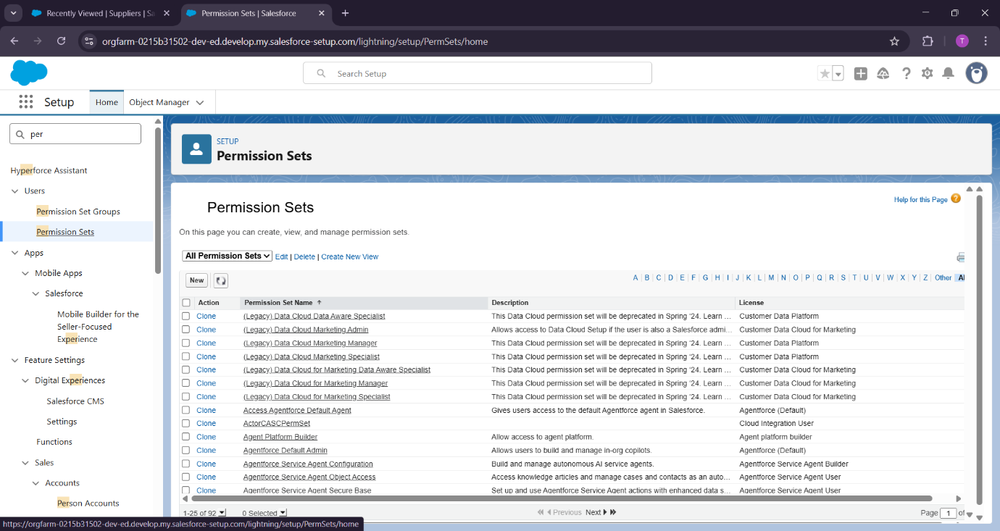 Recently Viewed | Suppliers | Sa
Permission Sets | Salesforce
orgfarm-0215b31502-dev-ed.develop.my.salesforce-setup.com/lightning/setup/PermSets/home
T
Search Setup
Setup
Home
Object Manager
per
Hyperforce Assistant
Users
Permission Set Groups
Permission Sets
Apps
Mobile Apps
Salesforce
Mobile Builder for the
Seller-Focused
Experience
Feature Settings
Digital Experiences
Salesforce CMS
Settings
Functions
Sales
Accounts
Person Accounts
SETUP
Permission Sets
Help for this Page ?
Permission Sets
On this page you can create, view, and manage permission sets.
All Permission Sets Edit | Delete | Create New View
New
A | B | C | D | E | F | G | H | I | J | K | L | M | N | O | P | Q | R | S | T | U | V | W | X | Y | Z | Other | Al
Action Permission Set Name ↑ Description License
Clone (Legacy) Data Cloud Data Aware Specialist This Data Cloud permission set will be deprecated in Spring '24. Learn ... Customer Data Platform
Clone (Legacy) Data Cloud Marketing Admin Allows access to Data Cloud Setup if the user is also a Salesforce admi... Customer Data Cloud for Marketing
Clone (Legacy) Data Cloud Marketing Manager This Data Cloud permission set will be deprecated in Spring '24. Learn ... Customer Data Platform
Clone (Legacy) Data Cloud Marketing Specialist This Data Cloud permission set will be deprecated in Spring '24. Learn ... Customer Data Platform
Clone (Legacy) Data Cloud for Marketing Data Aware Specialist This Data Cloud permission set will be deprecated in Spring '24. Learn ... Customer Data Cloud for Marketing
Clone (Legacy) Data Cloud for Marketing Manager This Data Cloud permission set will be deprecated in Spring '24. Learn ... Customer Data Cloud for Marketing
Clone (Legacy) Data Cloud for Marketing Specialist This Data Cloud permission set will be deprecated in Spring '24. Learn ... Customer Data Cloud for Marketing
Clone Access Agentforce Default Agent Gives users access to the default Agentforce agent in Salesforce. Agentforce (Default)
Clone ActorCASCPermSet Cloud Integration User
Clone Agent Platform Builder Allow access to agent platform. Agent platform builder
Clone Agentforce Default Admin Allows users to build and manage in-org copilots. Agentforce (Default)
Clone Agentforce Service Agent Configuration Build and manage autonomous AI service agents. Agentforce Service Agent Builder
Clone Agentforce Service Agent Object Access Access knowledge articles and manage cases and contacts as an auto... Agentforce Service Agent User
Clone Agentforce Service Agent Secure Base Set up and use Agentforce Service Agent actions with enhanced data s... Agentforce Service Agent User
1-25 of 92 0 Selected Previous Next Page 1 of
https://orgfarm-0215b31502-dev-ed.develop.my.salesforce-setup.com/lightning/setup/PermSets/home